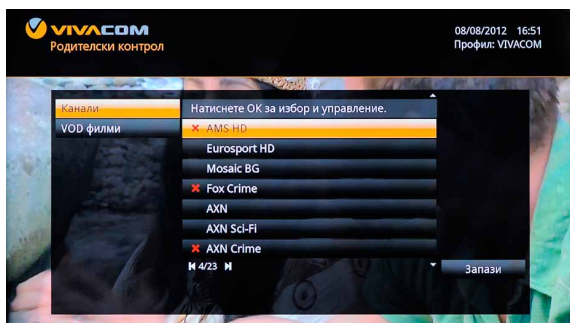 VIVACOM
08/08/2012 16:51
Родителски контрол
Профил: VIVACOM
Канали
Натиснете ОК за избор и управление.
VOD филми
AMS HD
Eurosport HD
Mosaic BG
Fox Crime
AXN
AXN Sci-Fi
AXN Crime
4/23
Запази